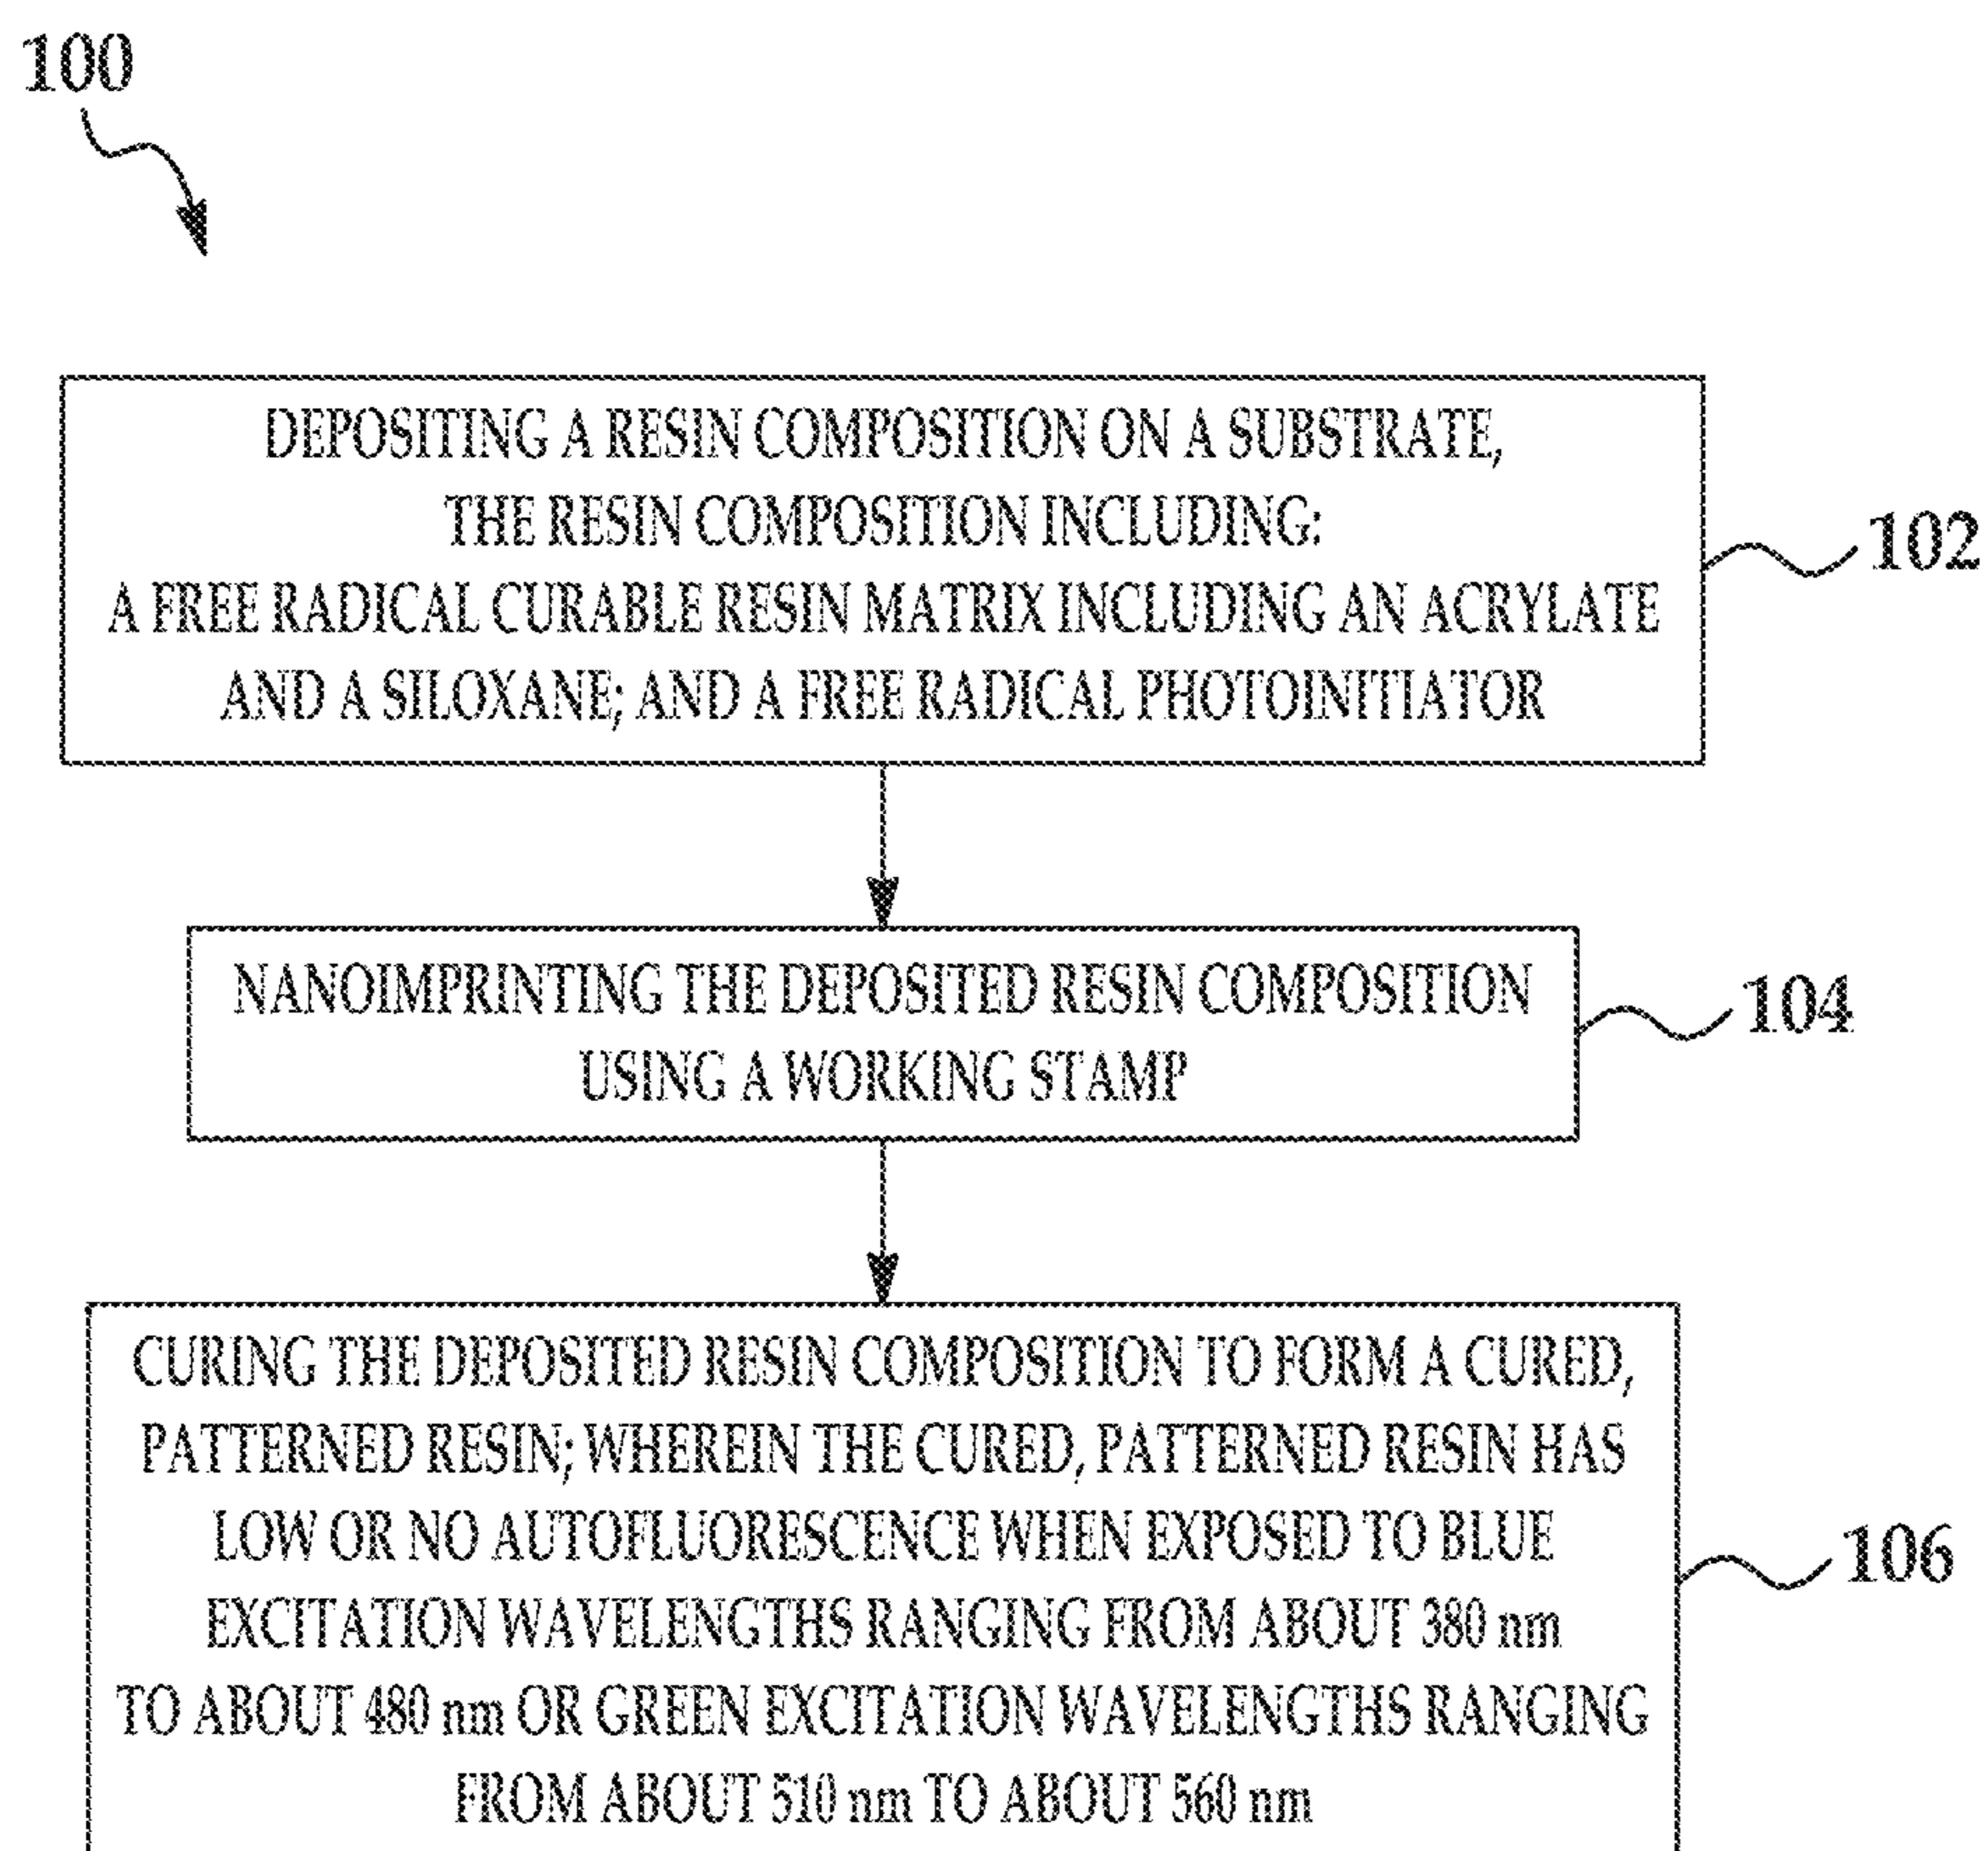 100
DEPOSITING A RESIN COMPOSITION ON A SUBSTRATE,
THE RESIN COMPOSITION INCLUDING:
A FREE RADICAL CURABLE RESIN MATRIX INCLUDING AN ACRYLATE
AND A SILOXANE; AND A FREE RADICAL PHOTOINITIATOR
102
NANOIMPRINTING THE DEPOSITED RESIN COMPOSITION
USING A WORKING STAMP
104
CURING THE DEPOSITED RESIN COMPOSITION TO FORM A CURED,
PATTERNED RESIN; WHEREIN THE CURED, PATTERNED RESIN HAS
LOW OR NO AUTOFLUORESCENCE WHEN EXPOSED TO BLUE
EXCITATION WAVELENGTHS RANGING FROM ABOUT 380 nm
TO ABOUT 480 nm OR GREEN EXCITATION WAVELENGTHS RANGING
FROM ABOUT 510 nm TO ABOUT 560 nm
106